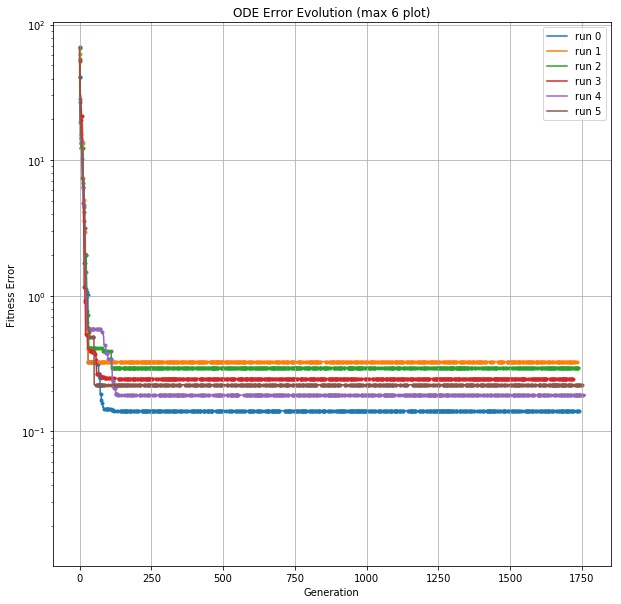 ODE Error Evolution (max 6 plot)
10²
10¹
10⁰
10⁻¹
Fitness Error
run 0
run 1
run 2
run 3
run 4
run 5
0 250 500 750 1000 1250 1500 1750
Generation